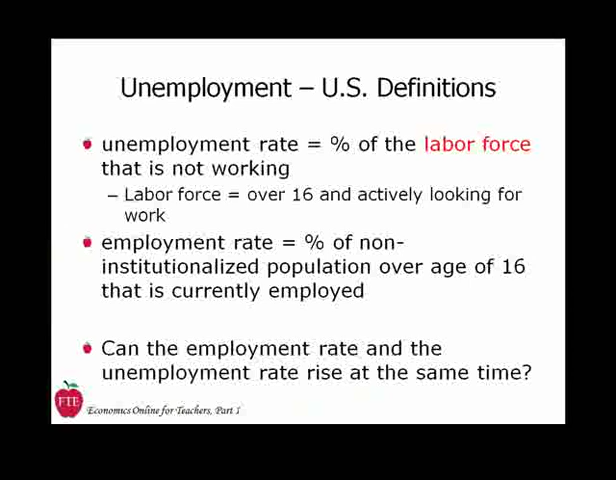 Unemployment – U.S. Definitions
unemployment rate = % of the labor force
that is not working
– Labor force = over 16 and actively looking for
work
employment rate = % of non-
institutionalized population over age of 16
that is currently employed
Can the employment rate and the
unemployment rate rise at the same time?
FTE
Economics Online for Teachers, Part 1